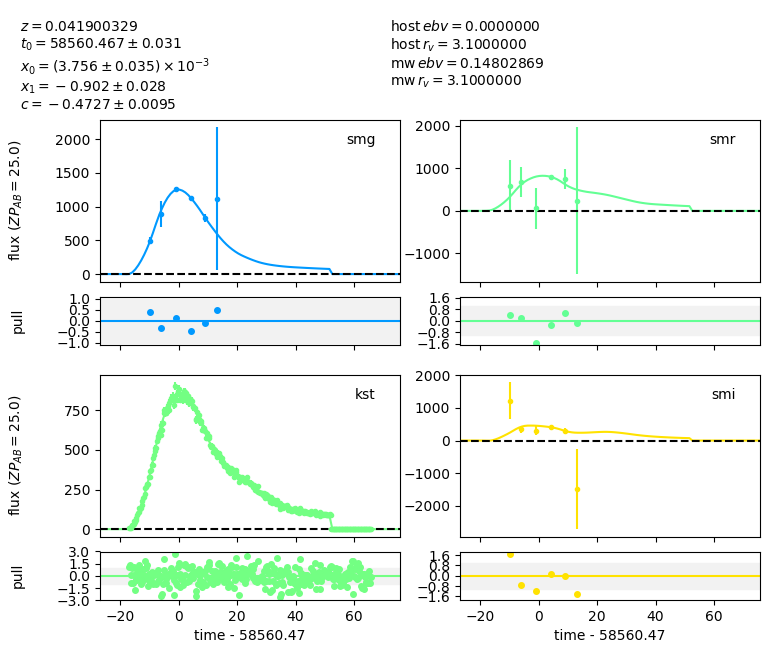 z = 0.041900329
t₀ = 58560.467 ± 0.031
x₀ = (3.756 ± 0.035) × 10⁻³
x₁ = −0.902 ± 0.028
c = −0.4727 ± 0.0095
host ebv = 0.0000000
host r_v = 3.1000000
mw ebv = 0.14802869
mw r_v = 3.1000000
flux (ZP_AB = 25.0)
2000
1500
1000
500
0
smg
2000
1000
0
−1000
smr
pull
1.0
0.5
0.0
−0.5
−1.0
1.6
0.8
0.0
−0.8
−1.6
flux (ZP_AB = 25.0)
750
500
250
0
kst
2000
1000
0
−1000
−2000
smi
pull
3.0
1.5
0.0
−1.5
−3.0
−20 0 20 40 60
time - 58560.47
1.6
0.8
0.0
−0.8
−1.6
−20 0 20 40 60
time - 58560.47